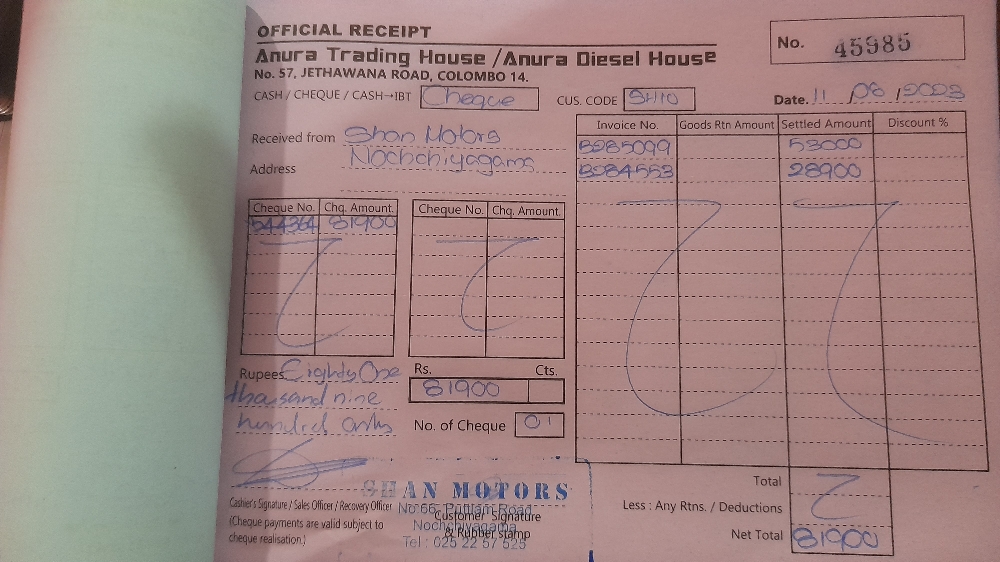 OFFICIAL RECEIPT
Anura Trading House / Anura Diesel House
No. 57, JETHAWANA ROAD, COLOMBO 14.
No. 45985
CASH / CHEQUE / CASH→IBT Cheque
CUS. CODE SH10
Date. 11 / 08 / 2023
Received from Shan Motors
Address Nochchiyagama
Cheque No. Chq. Amount.
544364 81900
Cheque No. Chq. Amount.
Invoice No. Goods Rtn Amount Settled Amount Discount %
B285099 53000
B284553 28900
Rupees Eighty One
thousand nine
hundred only
Rs. Cts.
81900
No. of Cheque 01
Cashier's Signature / Sales Officer / Recovery Officer
(Cheque payments are valid subject to
cheque realisation.)
SHAN MOTORS
No:66, Puttlam Road,
Nochchiyagama
Tel : 025 22 57 525
Customer Signature
& Rubber stamp
Total
Less : Any Rtns. / Deductions
Net Total 81900